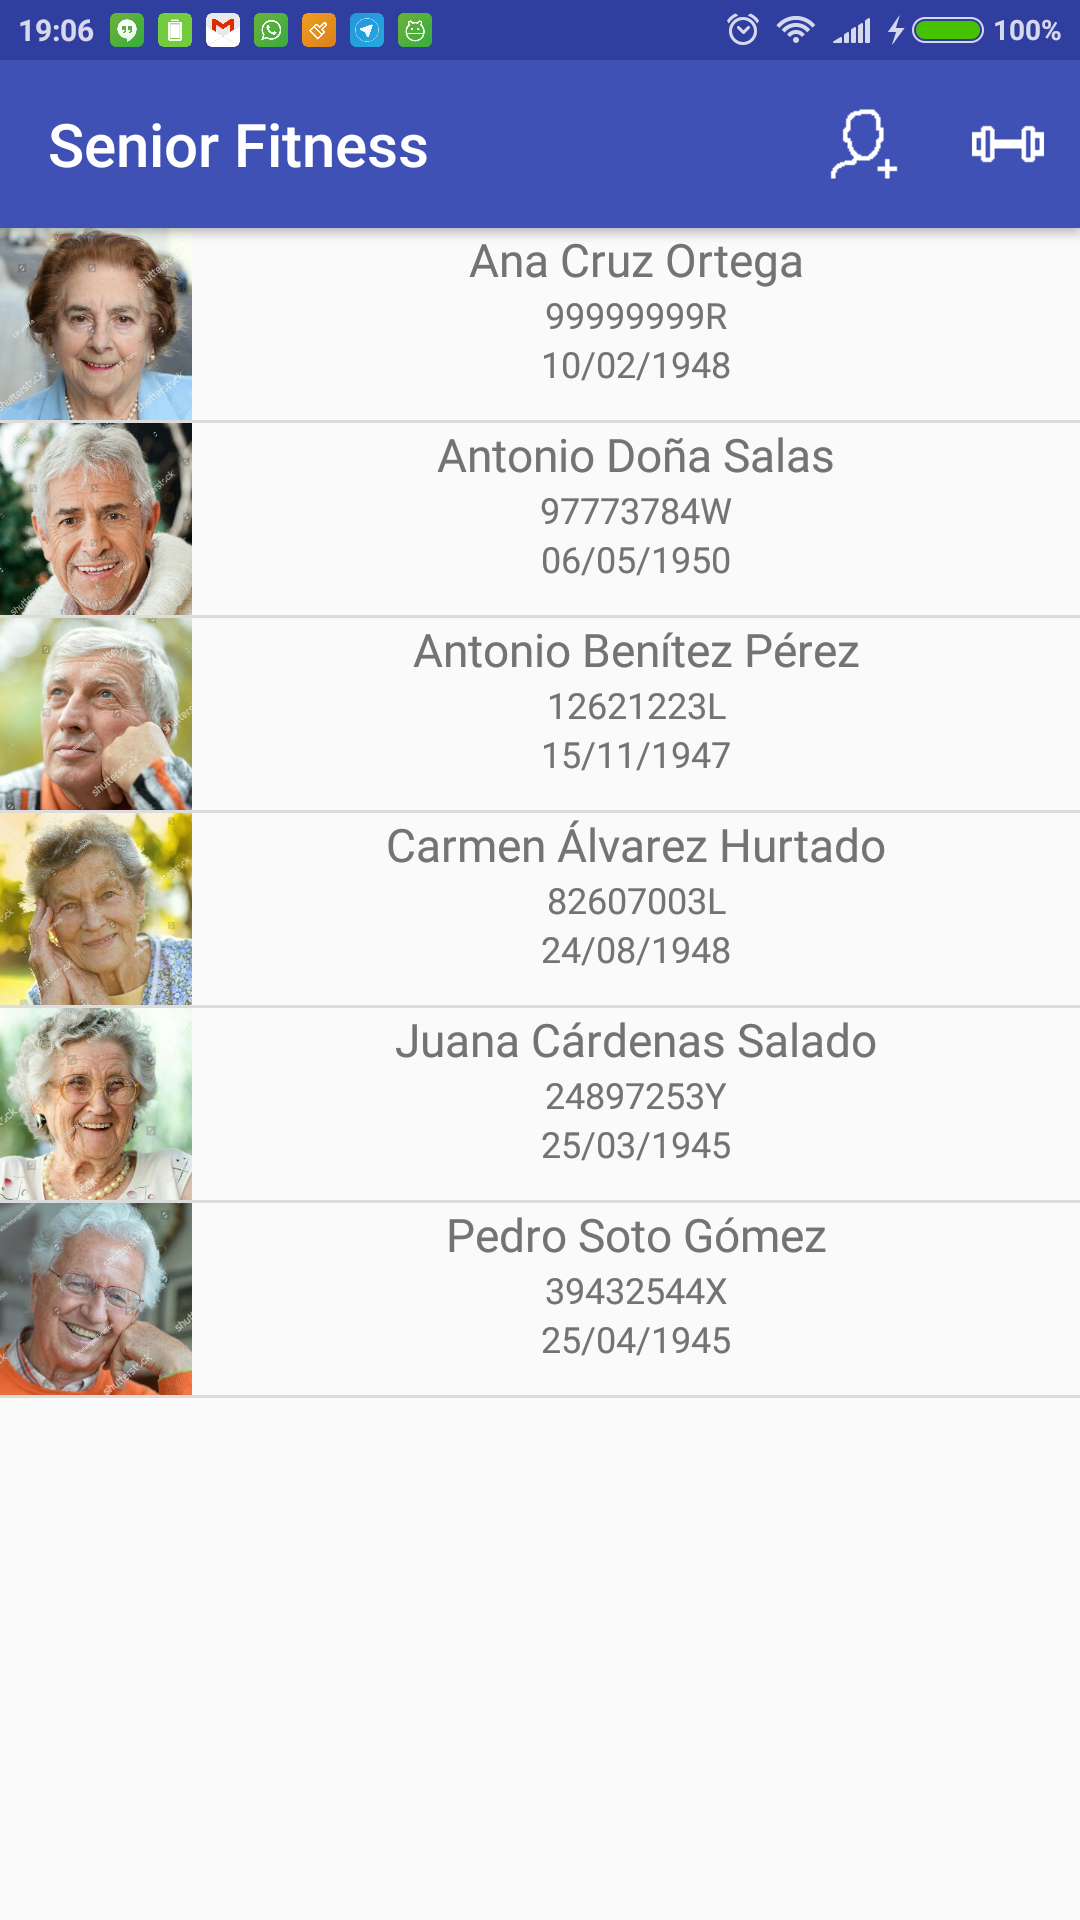 19:06 100%
Senior Fitness
Ana Cruz Ortega
99999999R
10/02/1948
Antonio Doña Salas
97773784W
06/05/1950
Antonio Benítez Pérez
12621223L
15/11/1947
Carmen Álvarez Hurtado
82607003L
24/08/1948
Juana Cárdenas Salado
24897253Y
25/03/1945
Pedro Soto Gómez
39432544X
25/04/1945